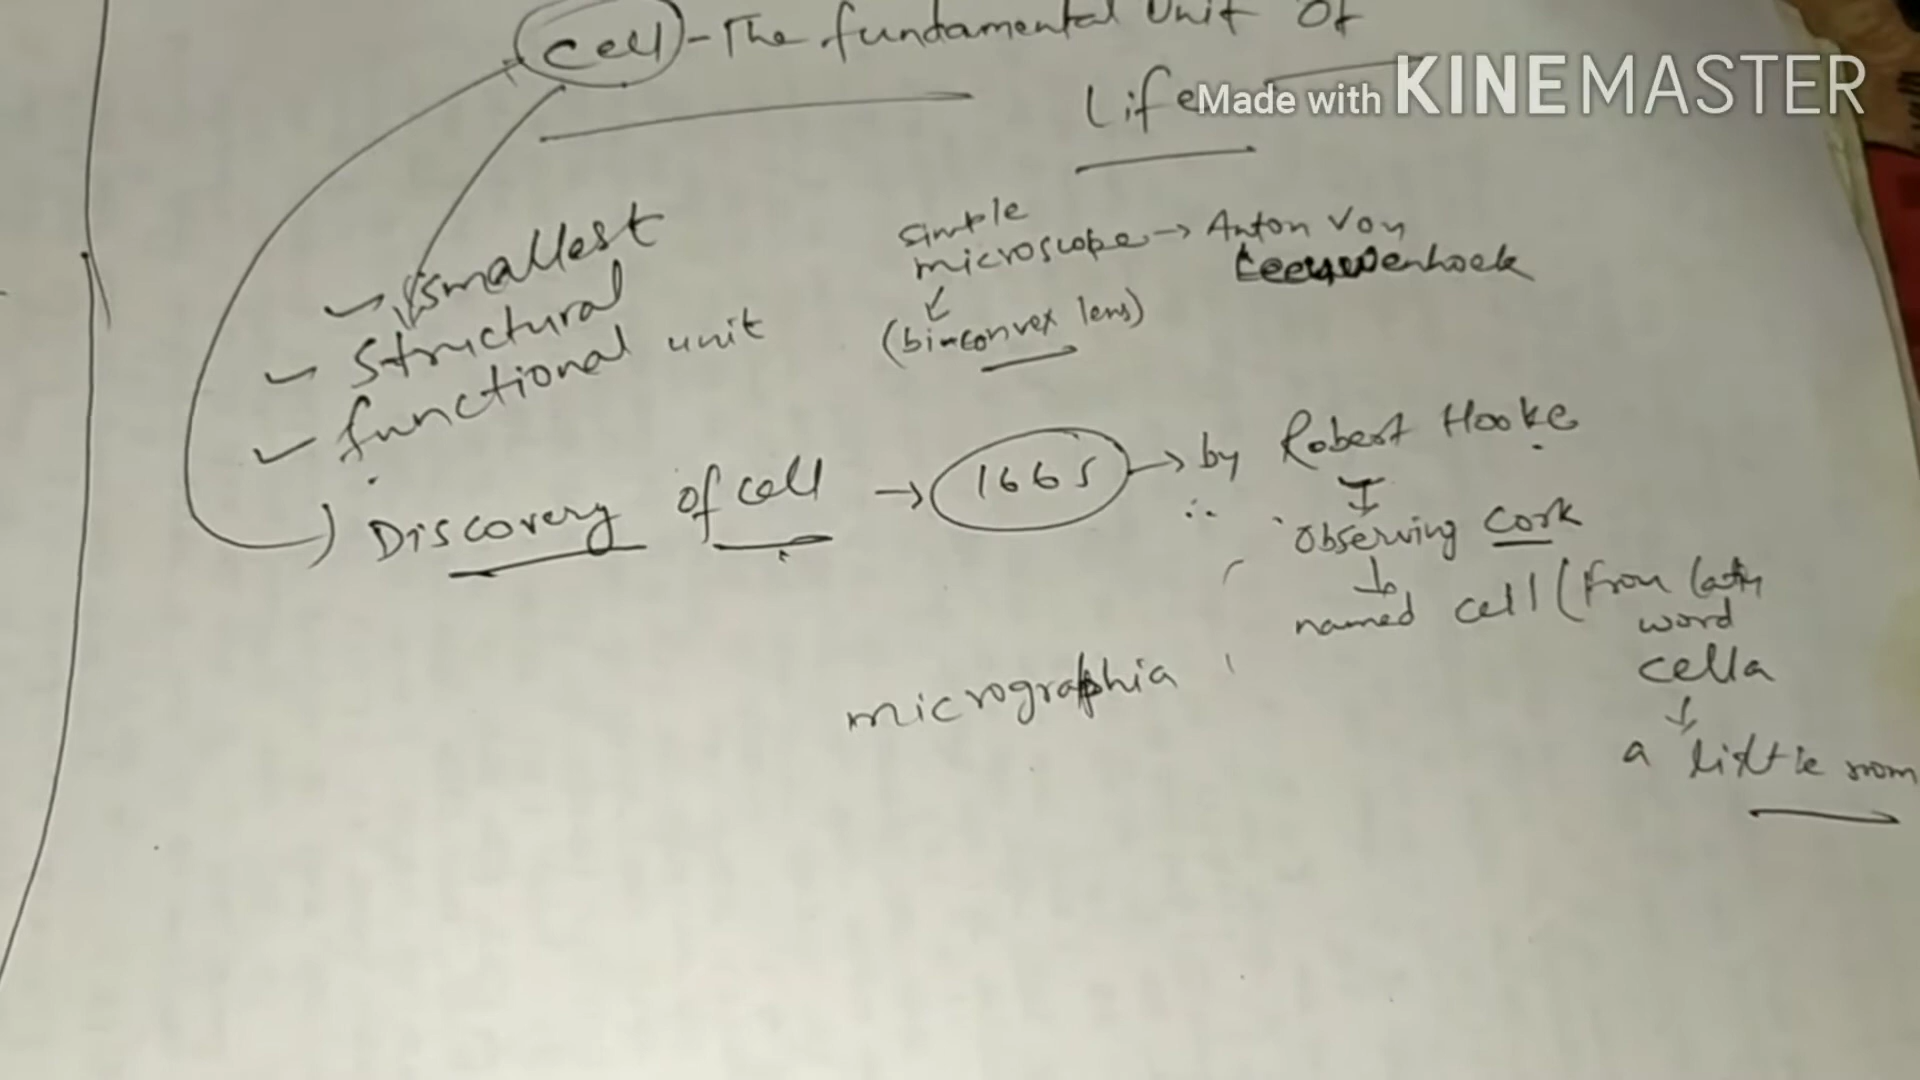 Cell - The fundamental Unit Of
Life
Made with KINEMASTER
smallest
Structural
functional unit
simple
microscope → Anton Von
Leeuwenhoek
(bi-convex lens)
Discovery of cell → 1665 → by Robert Hooke
observing cork
named cell (from latin
word
cella
a little room
micrographia